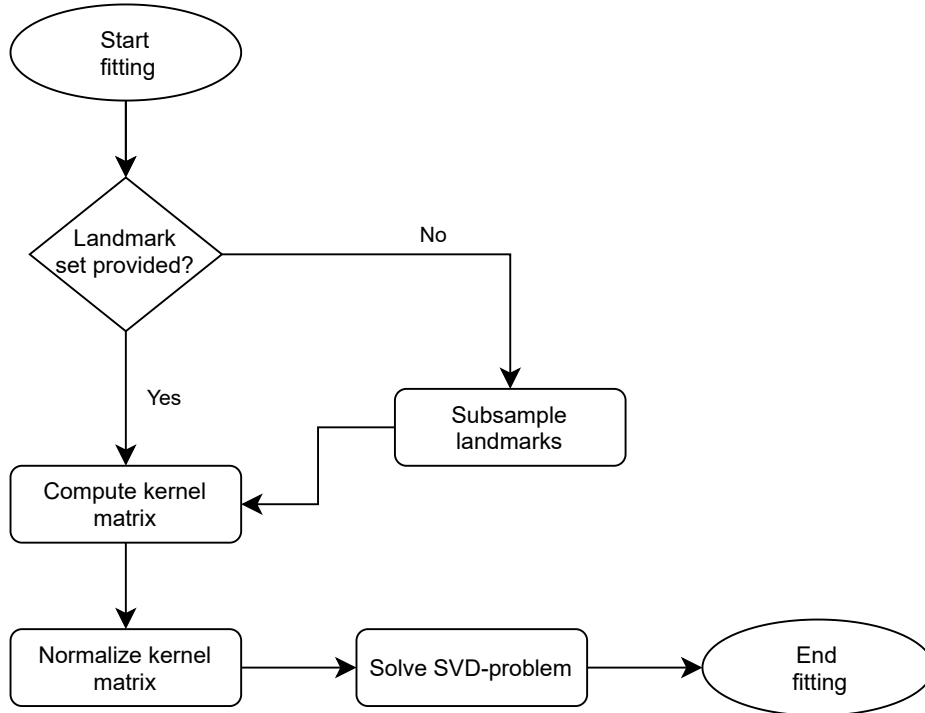 Start
fitting
Landmark
set provided?
No
Yes
Subsample
landmarks
Compute kernel
matrix
Normalize kernel
matrix
Solve SVD-problem
End
fitting